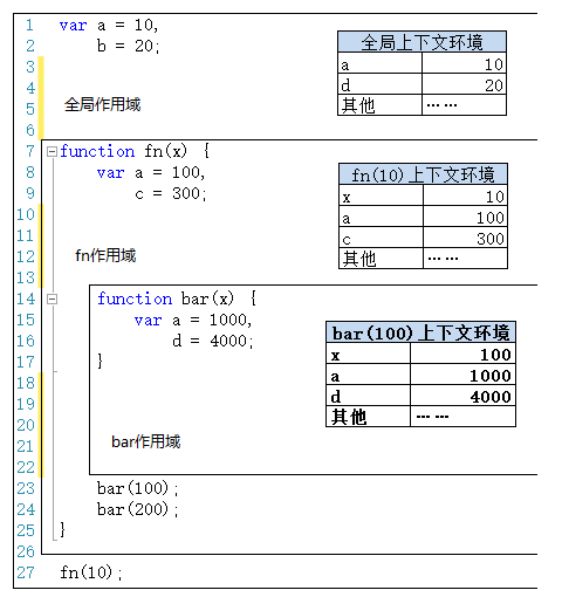 1 var a = 10,
2 b = 20;
3
4
5 全局作用域
6
全局上下文环境
a 10
d 20
其他 ……
7 function fn(x) {
8 var a = 100,
9 c = 300;
10
11
12 fn作用域
13
fn(10)上下文环境
x 10
a 100
c 300
其他 ……
14 function bar(x) {
15 var a = 1000,
16 d = 4000;
17 }
18
19
20
21 bar作用域
22
bar(100)上下文环境
x 100
a 1000
d 4000
其他 ……
23 bar(100);
24 bar(200);
25 }
26
27 fn(10);